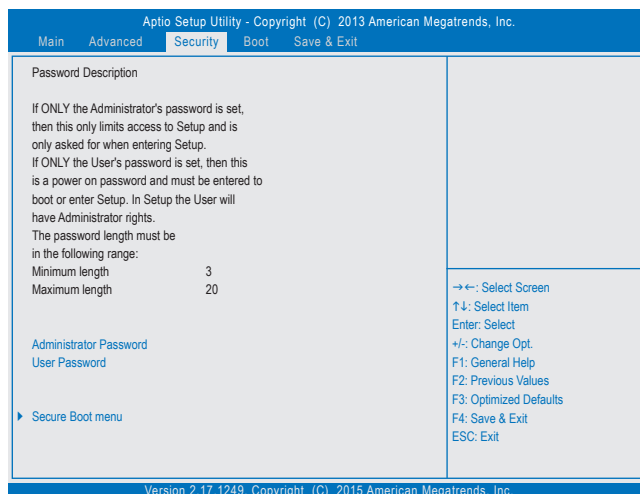 Aptio Setup Utility - Copyright (C) 2013 American Megatrends, Inc.
Main Advanced Security Boot Save & Exit
Password Description
If ONLY the Administrator's password is set,
then this only limits access to Setup and is
only asked for when entering Setup.
If ONLY the User's password is set, then this
is a power on password and must be entered to
boot or enter Setup. In Setup the User will
have Administrator rights.
The password length must be
in the following range:
Minimum length 3
Maximum length 20
Administrator Password
User Password
Secure Boot menu
→←: Select Screen
↑↓: Select Item
Enter: Select
+/-: Change Opt.
F1: General Help
F2: Previous Values
F3: Optimized Defaults
F4: Save & Exit
ESC: Exit
Version 2.17.1249. Copyright (C) 2015 American Megatrends, Inc.